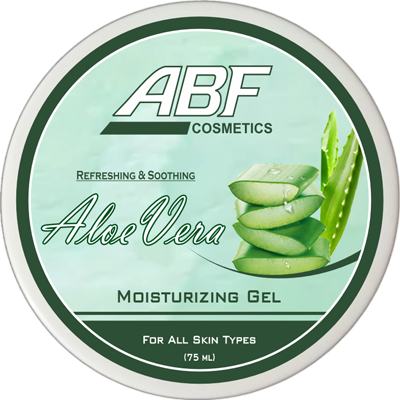 ABF
COSMETICS
REFRESHING & SOOTHING
Aloe Vera
MOISTURIZING GEL
FOR ALL SKIN TYPES
(75 ML)